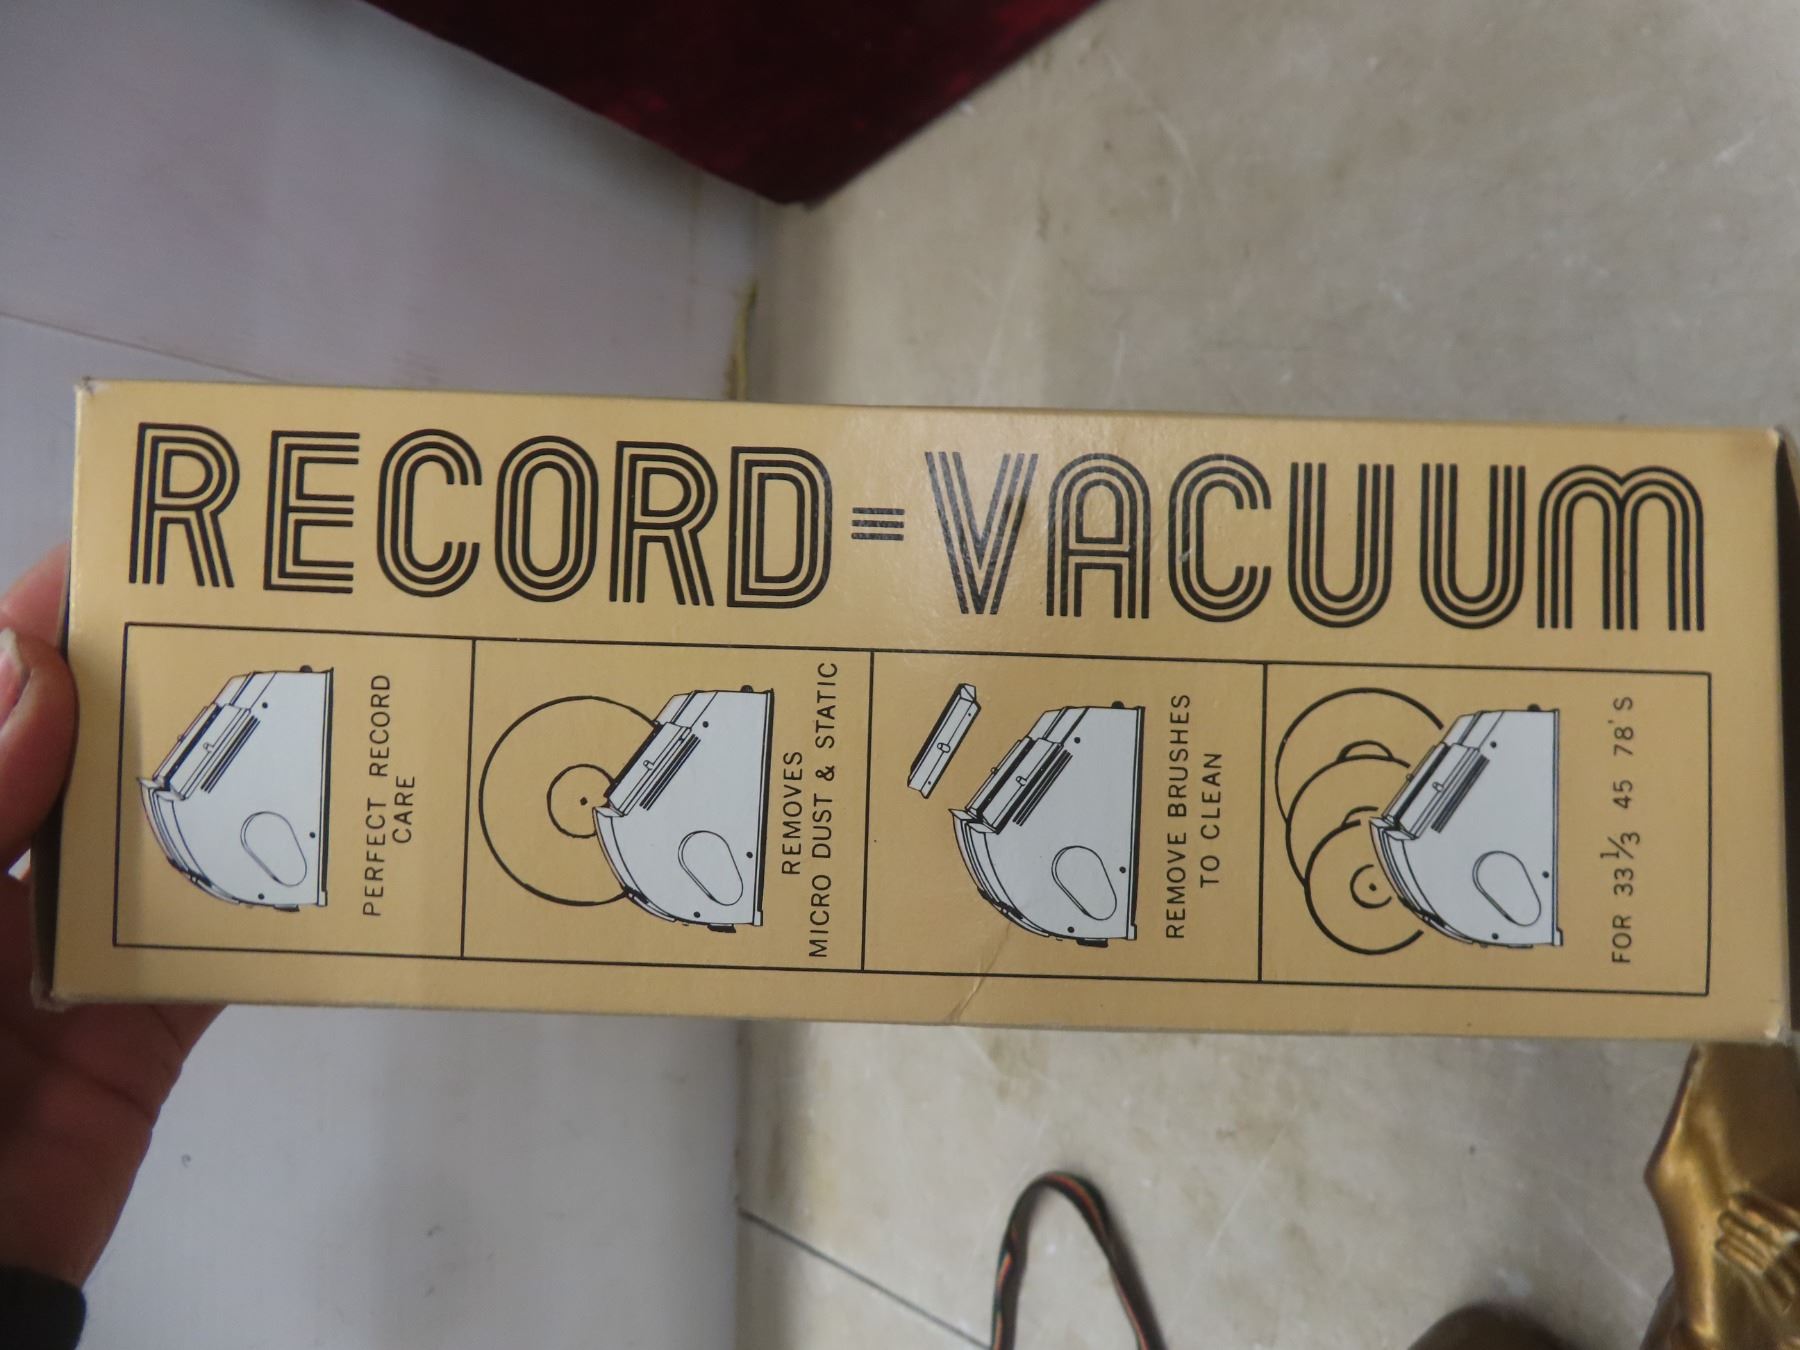 RECORD-VACUUM
PERFECT RECORD
CARE
REMOVES
MICRO DUST & STATIC
REMOVE BRUSHES
TO CLEAN
FOR 33 1/3 45 78'S